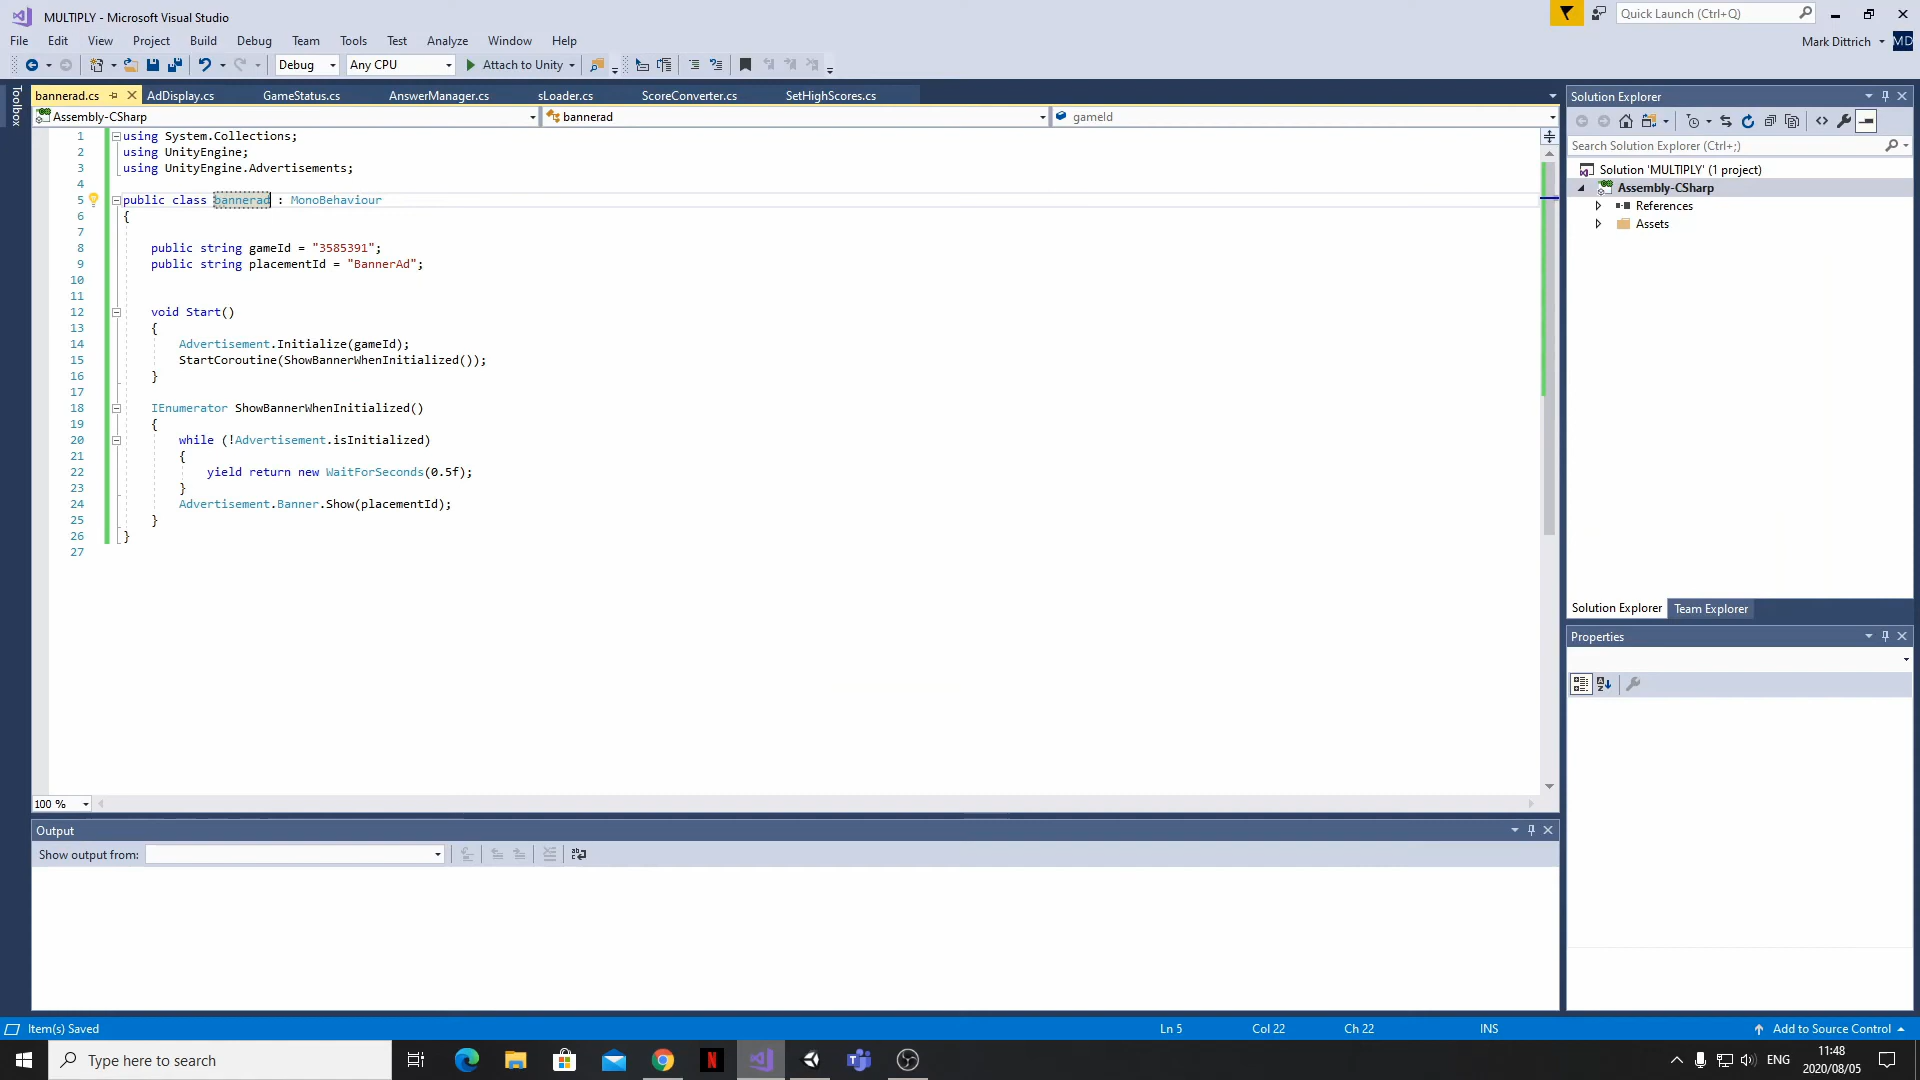 MULTIPLY - Microsoft Visual Studio
Quick Launch (Ctrl+Q)
File Edit View Project Build Debug Team Tools Test Analyze Window Help
Mark Dittrich MD
Debug Any CPU Attach to Unity
Toolbox
bannerad.cs AdDisplay.cs GameStatus.cs AnswerManager.cs sLoader.cs ScoreConverter.cs SetHighScores.cs
Assembly-CSharp bannerad gameId
1 using System.Collections;
2 using UnityEngine;
3 using UnityEngine.Advertisements;
4
5 public class bannerad : MonoBehaviour
6 {
7
8 public string gameId = "3585391";
9 public string placementId = "BannerAd";
10
11
12 void Start()
13 {
14 Advertisement.Initialize(gameId);
15 StartCoroutine(ShowBannerWhenInitialized());
16 }
17
18 IEnumerator ShowBannerWhenInitialized()
19 {
20 while (!Advertisement.isInitialized)
21 {
22 yield return new WaitForSeconds(0.5f);
23 }
24 Advertisement.Banner.Show(placementId);
25 }
26 }
27
100 %
Solution Explorer
Search Solution Explorer (Ctrl+;)
Solution 'MULTIPLY' (1 project)
Assembly-CSharp
References
Assets
Solution Explorer Team Explorer
Properties
Output
Show output from:
Item(s) Saved Ln 5 Col 22 Ch 22 INS Add to Source Control
Type here to search
ENG
11:48
2020/08/05